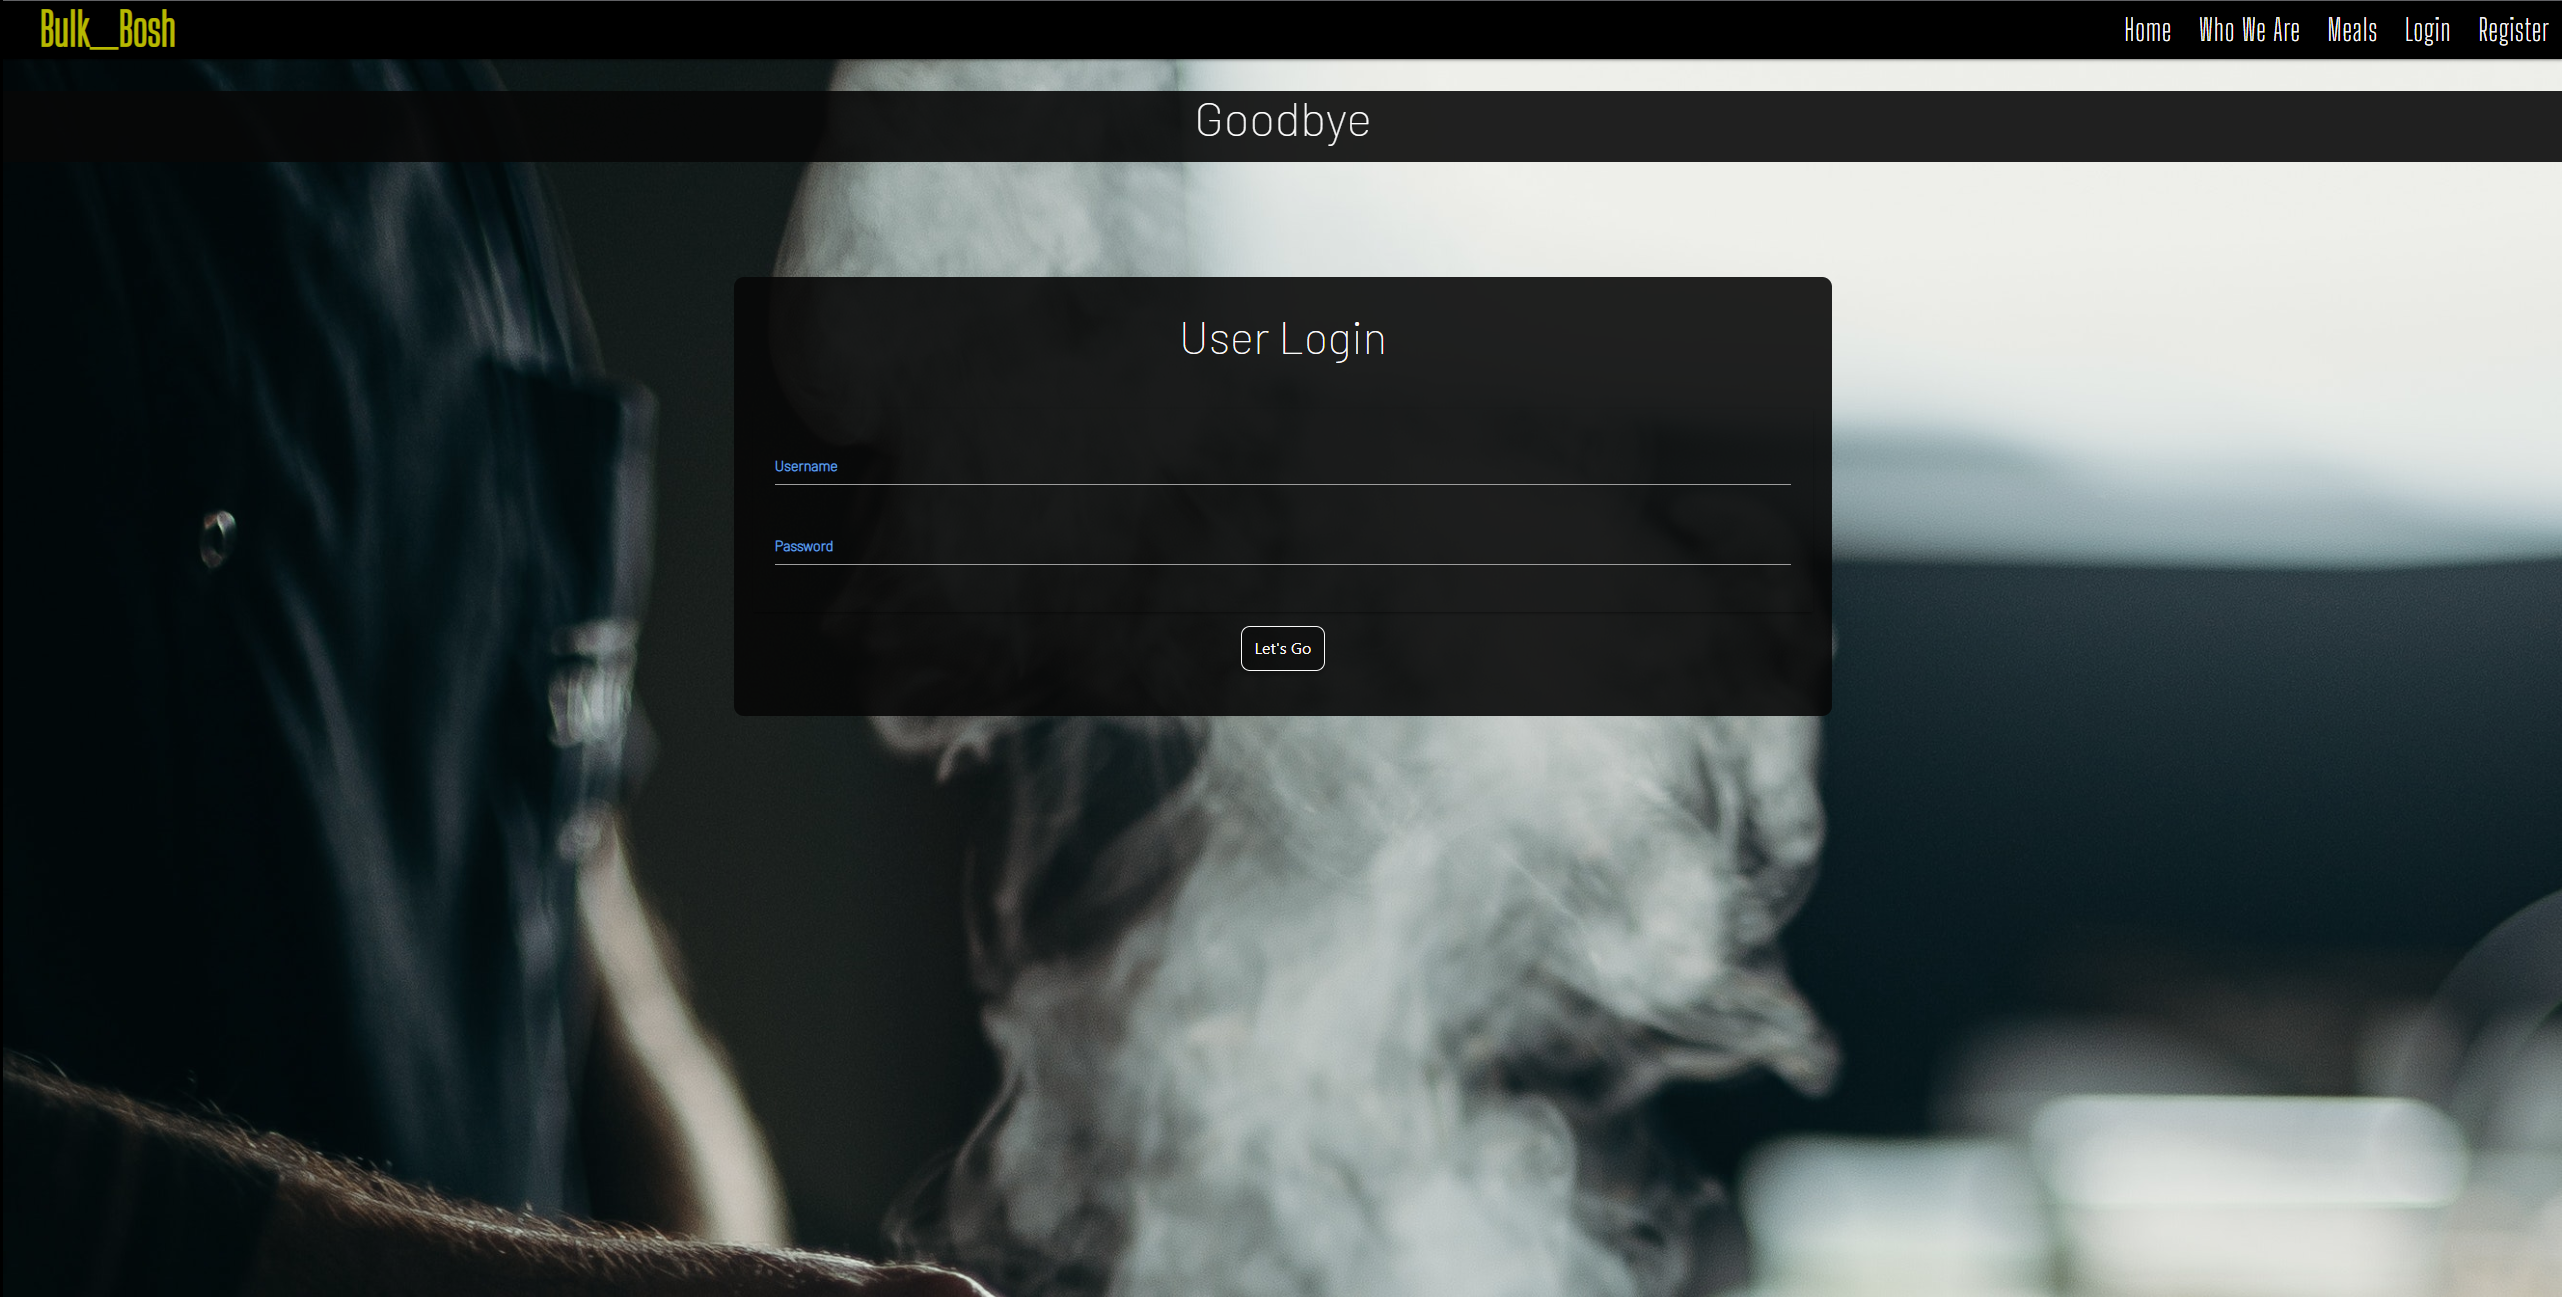 Bulk__Bosh
Home Who We Are Meals Login Register
Goodbye
User Login
Username
Password
Let's Go